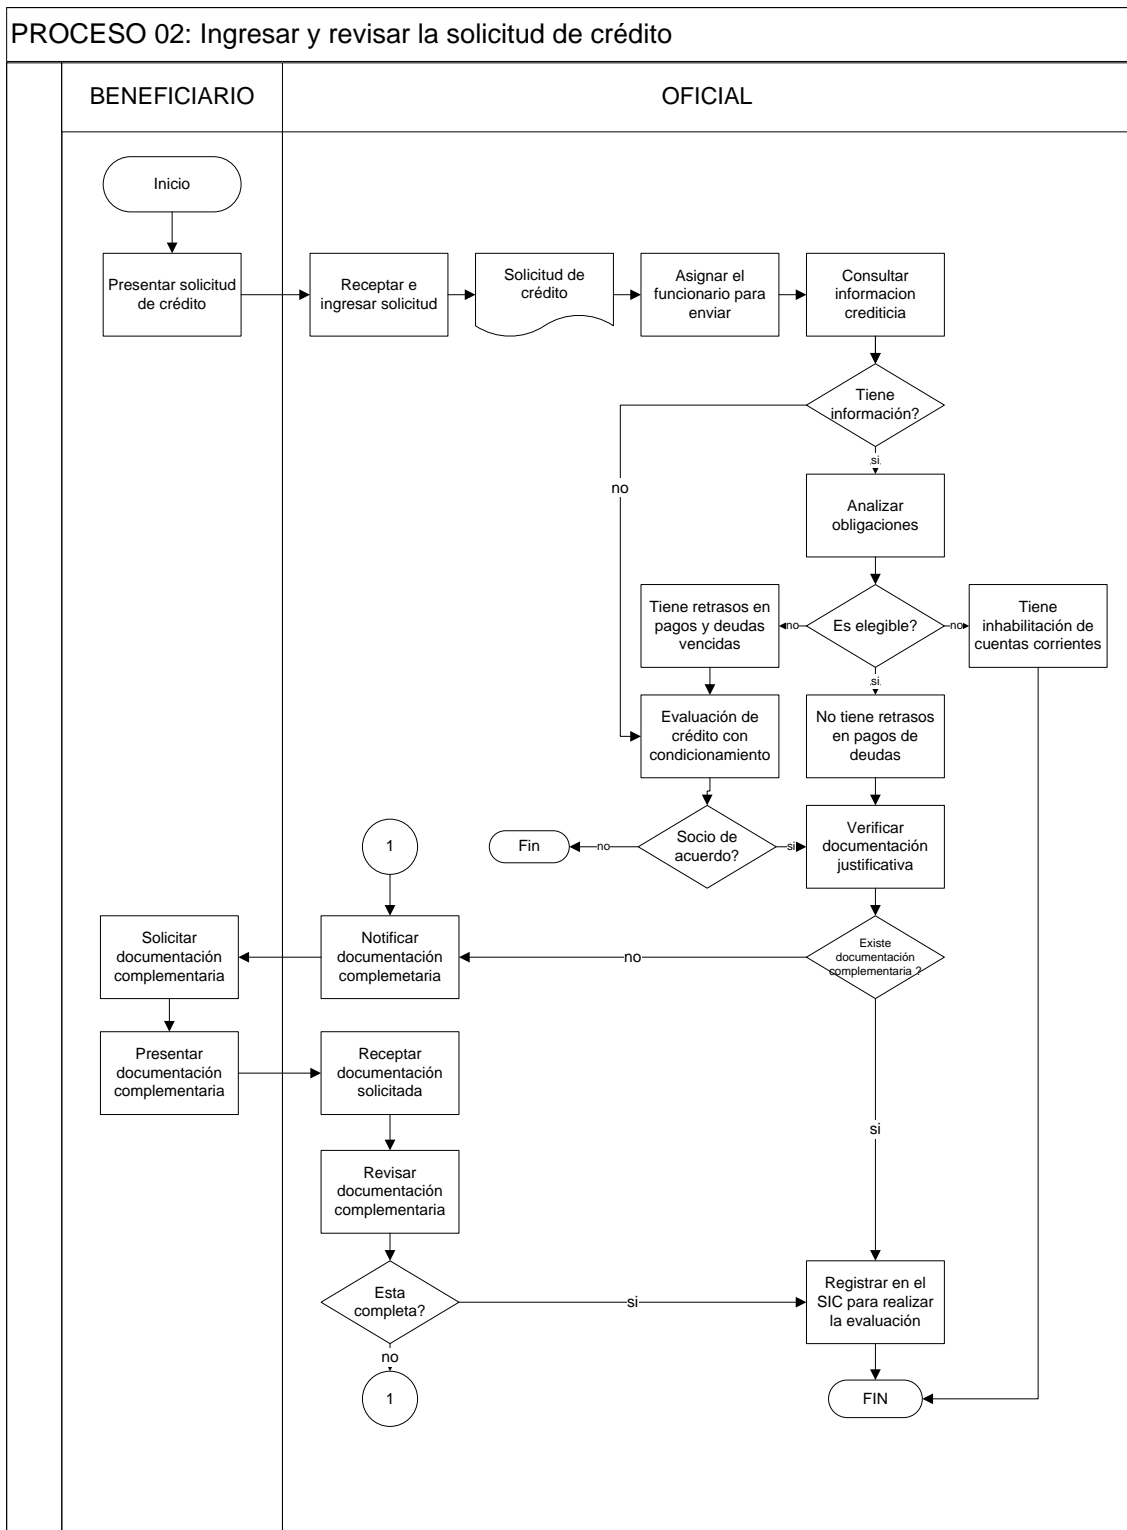 PROCESO 02: Ingresar y revisar la solicitud de crédito
BENEFICIARIO
OFICIAL
Inicio
Presentar solicitud
de crédito
Receptar e
ingresar solicitud
Solicitud de
crédito
Asignar el
funcionario para
enviar
Consultar
informacion
crediticia
Tiene
información?
si
no
Analizar
obligaciones
Tiene retrasos en
pagos y deudas
vencidas
no
Es elegible?
no
Tiene
inhabilitación de
cuentas corrientes
si
Evaluación de
crédito con
condicionamiento
No tiene retrasos
en pagos de
deudas
1
Fin
no
Socio de
acuerdo?
si
Verificar
documentación
justificativa
Solicitar
documentación
complementaria
Notificar
documentación
complemetaria
no
Existe
documentación
complementaria ?
Presentar
documentación
complementaria
Receptar
documentación
solicitada
si
Revisar
documentación
complementaria
Esta
completa?
si
Registrar en el
SIC para realizar
la evaluación
no
1
FIN